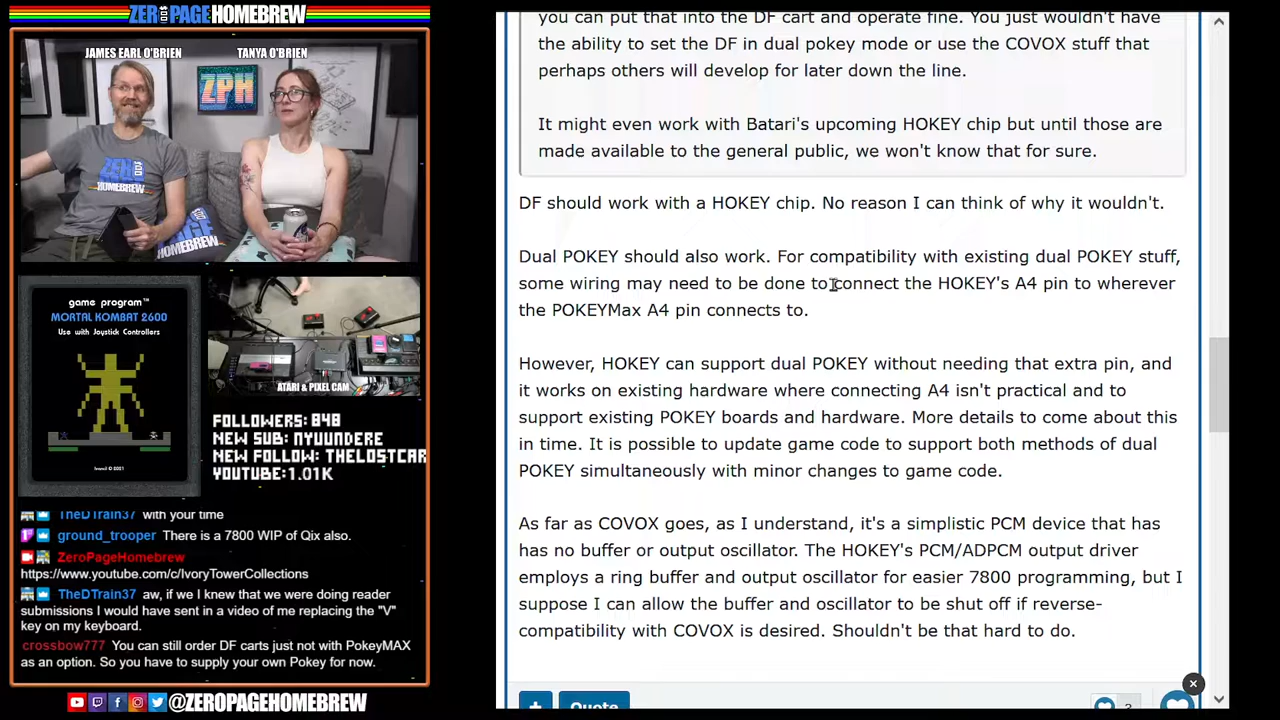 ZERO PAGE HOMEBREW
JAMES EARL O'BRIEN
TANYA O'BRIEN
ZPH
ZERO
HOMEBREW
game program™
MORTAL KOMBAT 2600
Use with Joystick Controllers
ATARI & PIXEL CAM
FOLLOWERS: 848
NEW SUB: NYUUNDERE
NEW FOLLOW: THELOSTCAR
YOUTUBE:1.01K
TheDTrain37 with your time
ground_trooper There is a 7800 WIP of Qix also.
ZeroPageHomebrew
https://www.youtube.com/c/IvoryTowerCollections
TheDTrain37 aw, if we I knew that we were doing reader
submissions I would have sent in a video of me replacing the "V"
key on my keyboard.
crossbow777 You can still order DF carts just not with PokeyMAX
as an option. So you have to supply your own Pokey for now.
@ZEROPAGEHOMEBREW
you can put that into the DF cart and operate fine. You just wouldn't have
the ability to set the DF in dual pokey mode or use the COVOX stuff that
perhaps others will develop for later down the line.
It might even work with Batari's upcoming HOKEY chip but until those are
made available to the general public, we won't know that for sure.
DF should work with a HOKEY chip. No reason I can think of why it wouldn't.
Dual POKEY should also work. For compatibility with existing dual POKEY stuff,
some wiring may need to be done to connect the HOKEY's A4 pin to wherever
the POKEYMax A4 pin connects to.
However, HOKEY can support dual POKEY without needing that extra pin, and
it works on existing hardware where connecting A4 isn't practical and to
support existing POKEY boards and hardware. More details to come about this
in time. It is possible to update game code to support both methods of dual
POKEY simultaneously with minor changes to game code.
As far as COVOX goes, as I understand, it's a simplistic PCM device that has
has no buffer or output oscillator. The HOKEY's PCM/ADPCM output driver
employs a ring buffer and output oscillator for easier 7800 programming, but I
suppose I can allow the buffer and oscillator to be shut off if reverse-
compatibility with COVOX is desired. Shouldn't be that hard to do.
+ Quote